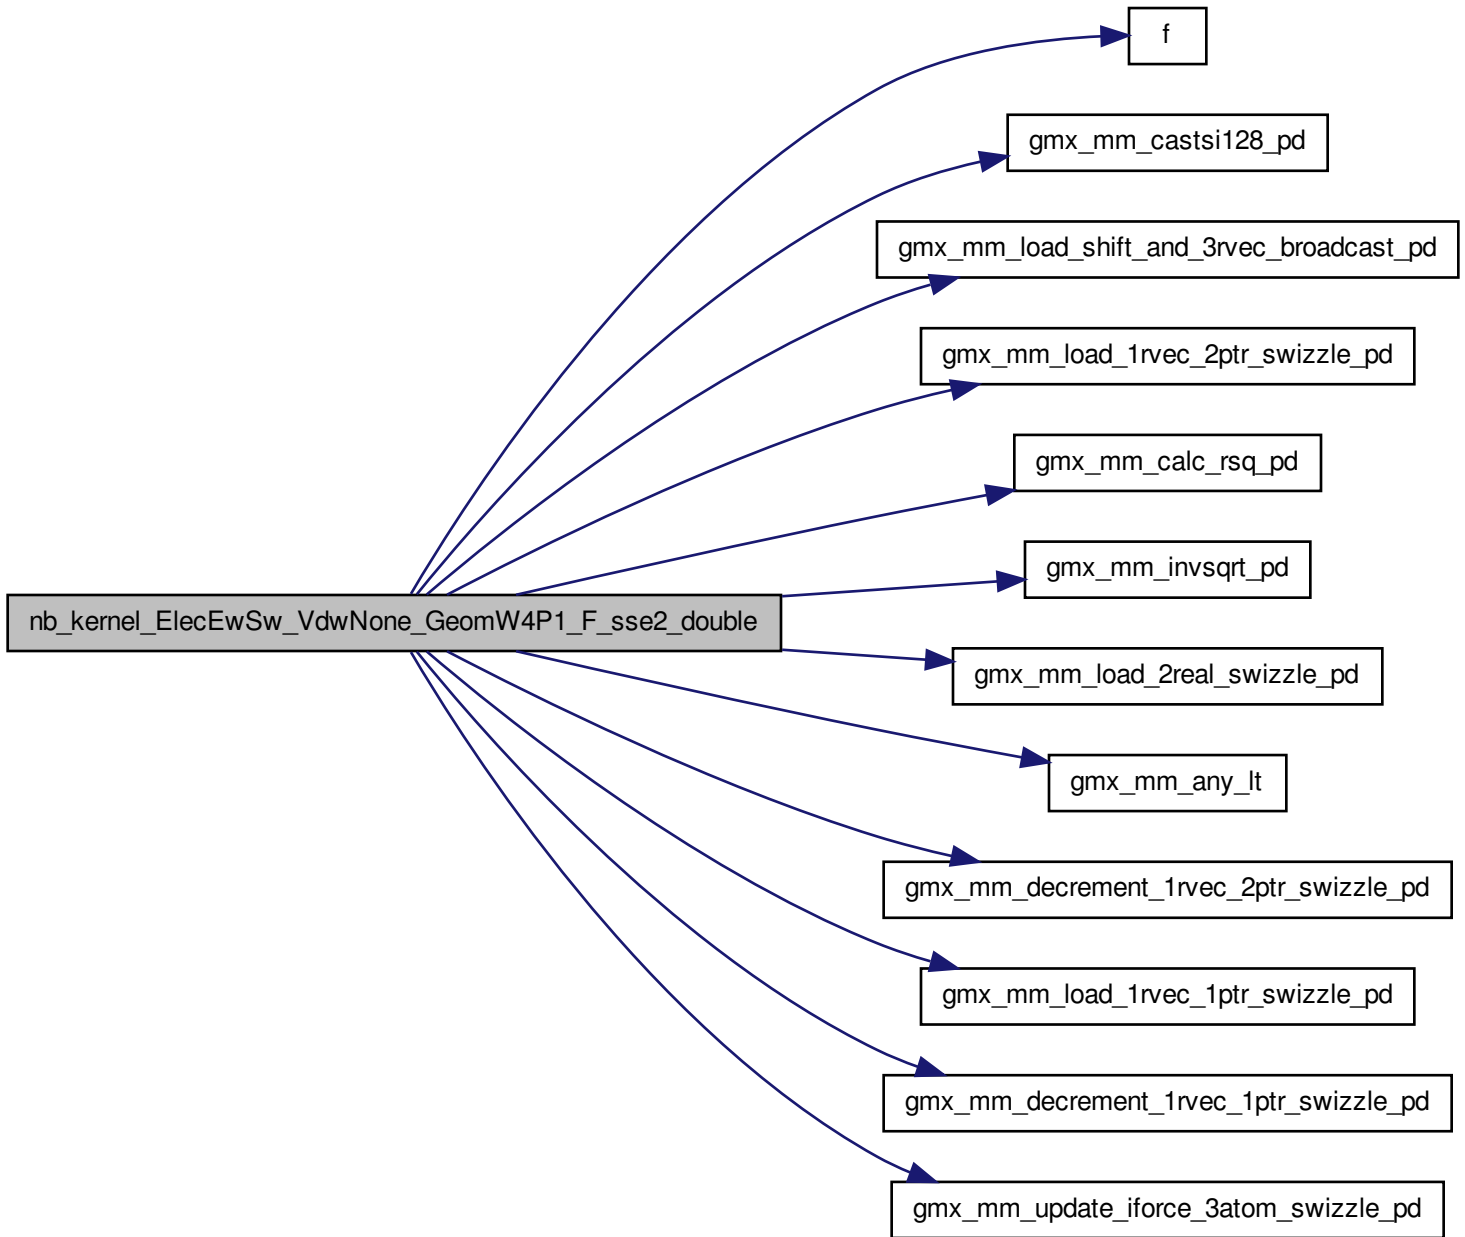 f
gmx_mm_castsi128_pd
gmx_mm_load_shift_and_3rvec_broadcast_pd
gmx_mm_load_1rvec_2ptr_swizzle_pd
gmx_mm_calc_rsq_pd
gmx_mm_invsqrt_pd
nb_kernel_ElecEwSw_VdwNone_GeomW4P1_F_sse2_double
gmx_mm_load_2real_swizzle_pd
gmx_mm_any_lt
gmx_mm_decrement_1rvec_2ptr_swizzle_pd
gmx_mm_load_1rvec_1ptr_swizzle_pd
gmx_mm_decrement_1rvec_1ptr_swizzle_pd
gmx_mm_update_iforce_3atom_swizzle_pd